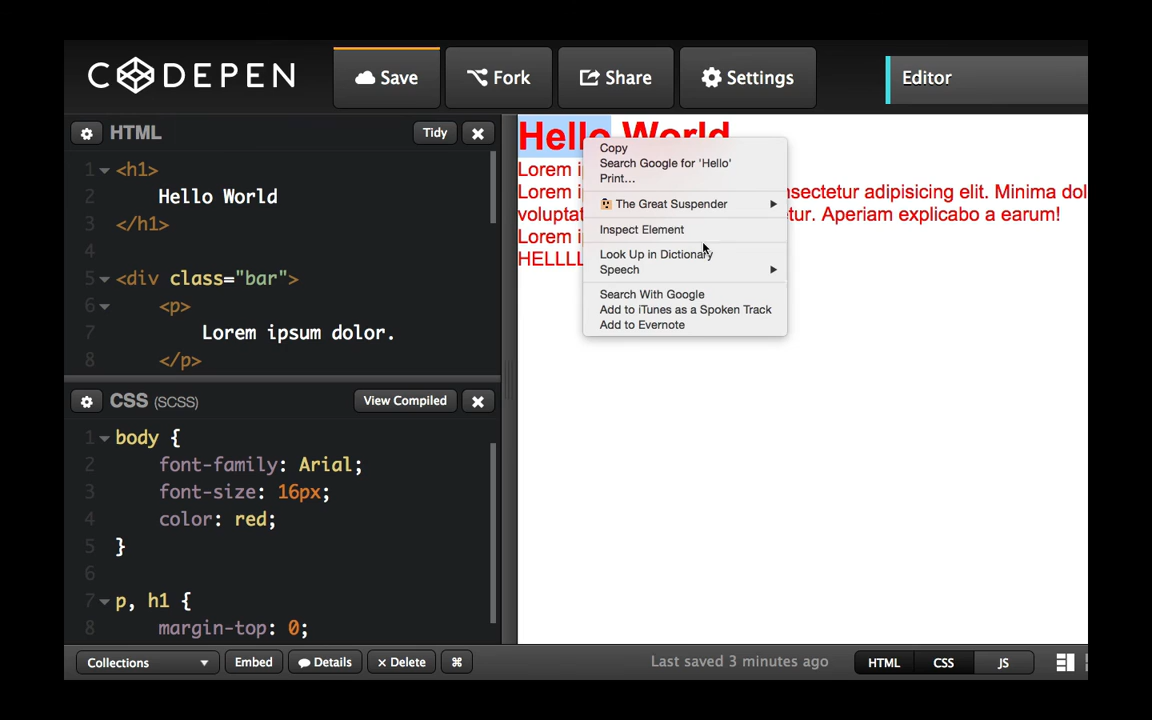 CODEPEN Save Fork Share Settings Editor
HTML Tidy
1 <h1>
2 Hello World
3 </h1>
4
5 <div class="bar">
6 <p>
7 Lorem ipsum dolor.
8 </p>
CSS (SCSS) View Compiled
1 body {
2 font-family: Arial;
3 font-size: 16px;
4 color: red;
5 }
6
7 p, h1 {
8 margin-top: 0;
Hello World
Lorem i
Lorem i nsectetur adipisicing elit. Minima dol
voluptat tur. Aperiam explicabo a earum!
Lorem i
HELLL
Copy
Search Google for 'Hello'
Print...
The Great Suspender
Inspect Element
Look Up in Dictionary
Speech
Search With Google
Add to iTunes as a Spoken Track
Add to Evernote
Collections Embed Details × Delete ⌘ Last saved 3 minutes ago HTML CSS JS